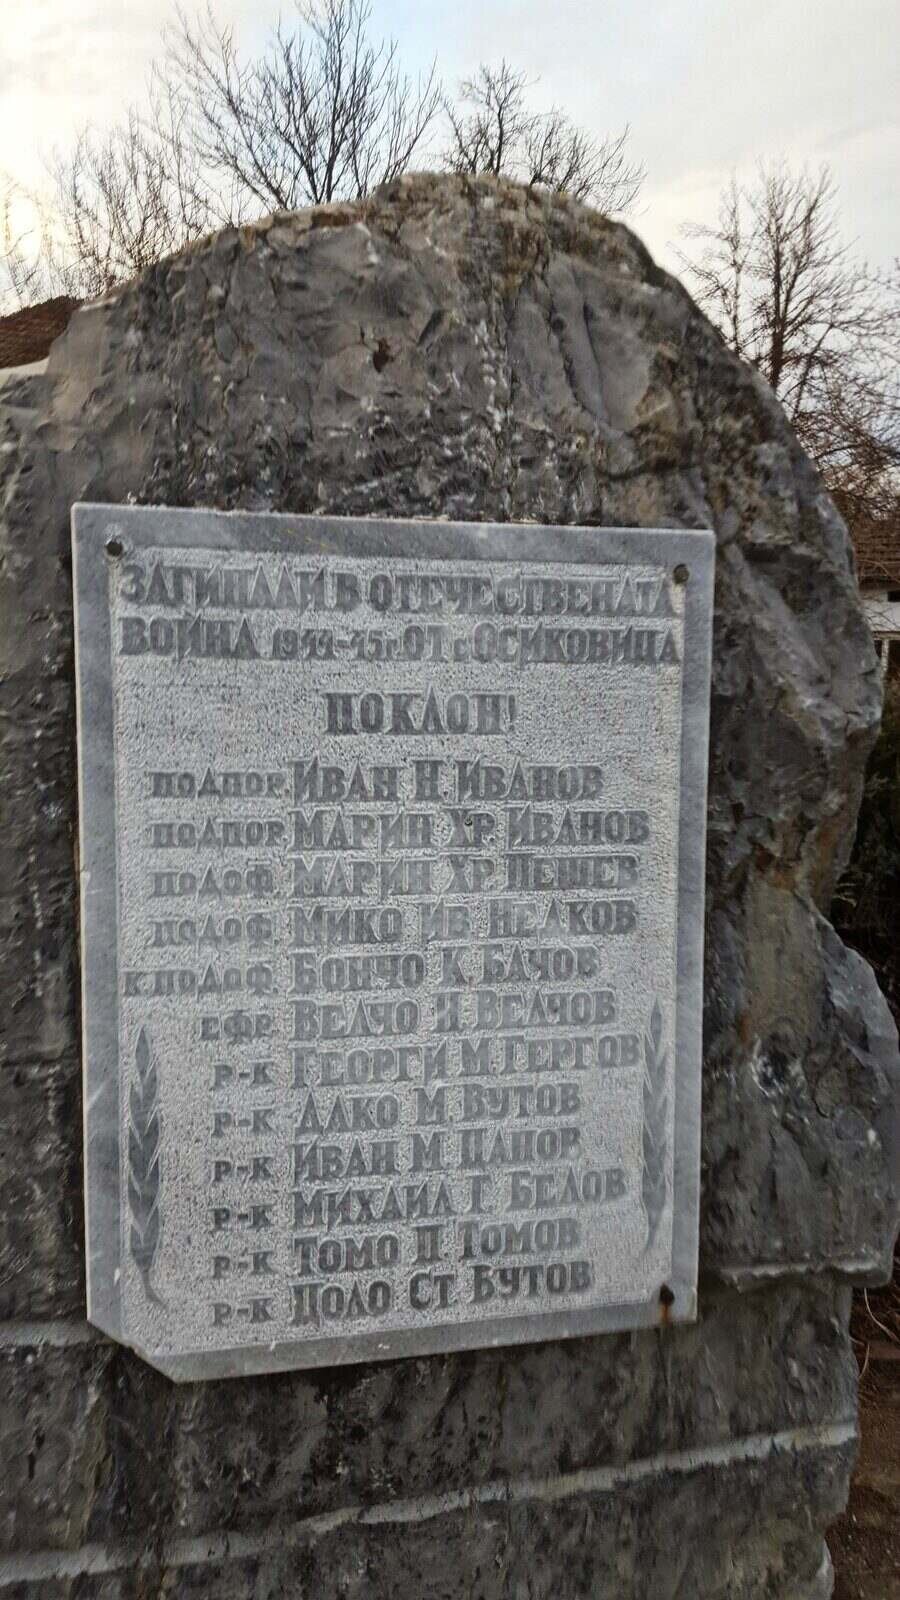 ЗАГИНАЛИ В ОТЕЧЕСТВЕНАТА
ВОЙНА 1944-45 г. ОТ с. ОСИКОВИЦА
ПОКЛОН!
ПОДПОР. ИВАН Н. ИВАНОВ
ПОДПОР. МАРИН ХР. ИВАНОВ
ПОДОФ. МАРИН ХР. ПЕШЕВ
ПОДОФ. МИКО ИВ. НЕДКОВ
К. ПОДОФ. БОНЧО К. БАЧОВ
ЕФР. ВЕЛЧО И. ВЕЛЧОВ
Р-К ГЕОРГИ М. ГЕРГОВ
Р-К ДАКО М. ВУТОВ
Р-К ИВАН М. ЦАНОВ
Р-К МИХАИЛ Г. БЕЛОВ
Р-К ТОМО П. ТОМОВ
Р-К ЦОЛО СТ. ВУТОВ